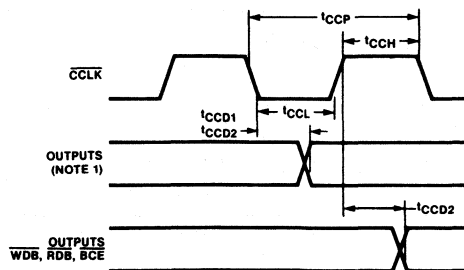 tCCP
tCCH
CCLK
tCCD1
tCCL
tCCD2
OUTPUTS
(NOTE 1)
tCCD2
OUTPUTS
WDB, RDB, BCE